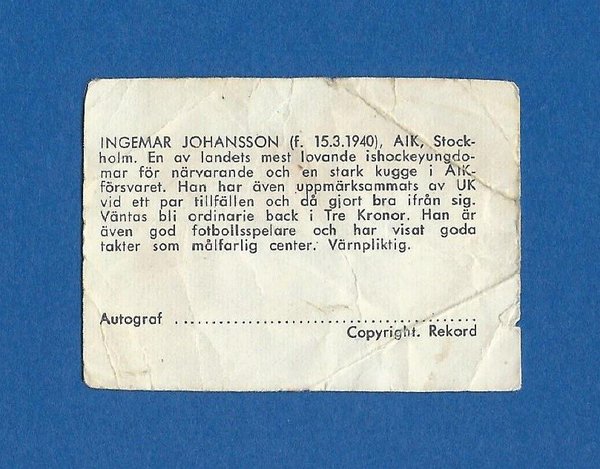 INGEMAR JOHANSSON (f. 15.3.1940), AIK, Stock-
holm. En av landets mest lovande ishockeyungdo-
mar för närvarande och en stark kugge i AIK-
försvaret. Han har även uppmärksammats av UK
vid ett par tillfällen och då gjort bra ifrån sig.
Väntas bli ordinarie back i Tre Kronor. Han är
även god fotbollsspelare och har visat goda
takter som målfarlig center. Värnpliktig.
Autograf ..................................................
Copyright. Rekord